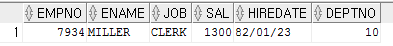 EMPNO ENAME JOB SAL HIREDATE DEPTNO
1 7934 MILLER CLERK 1300 82/01/23 10